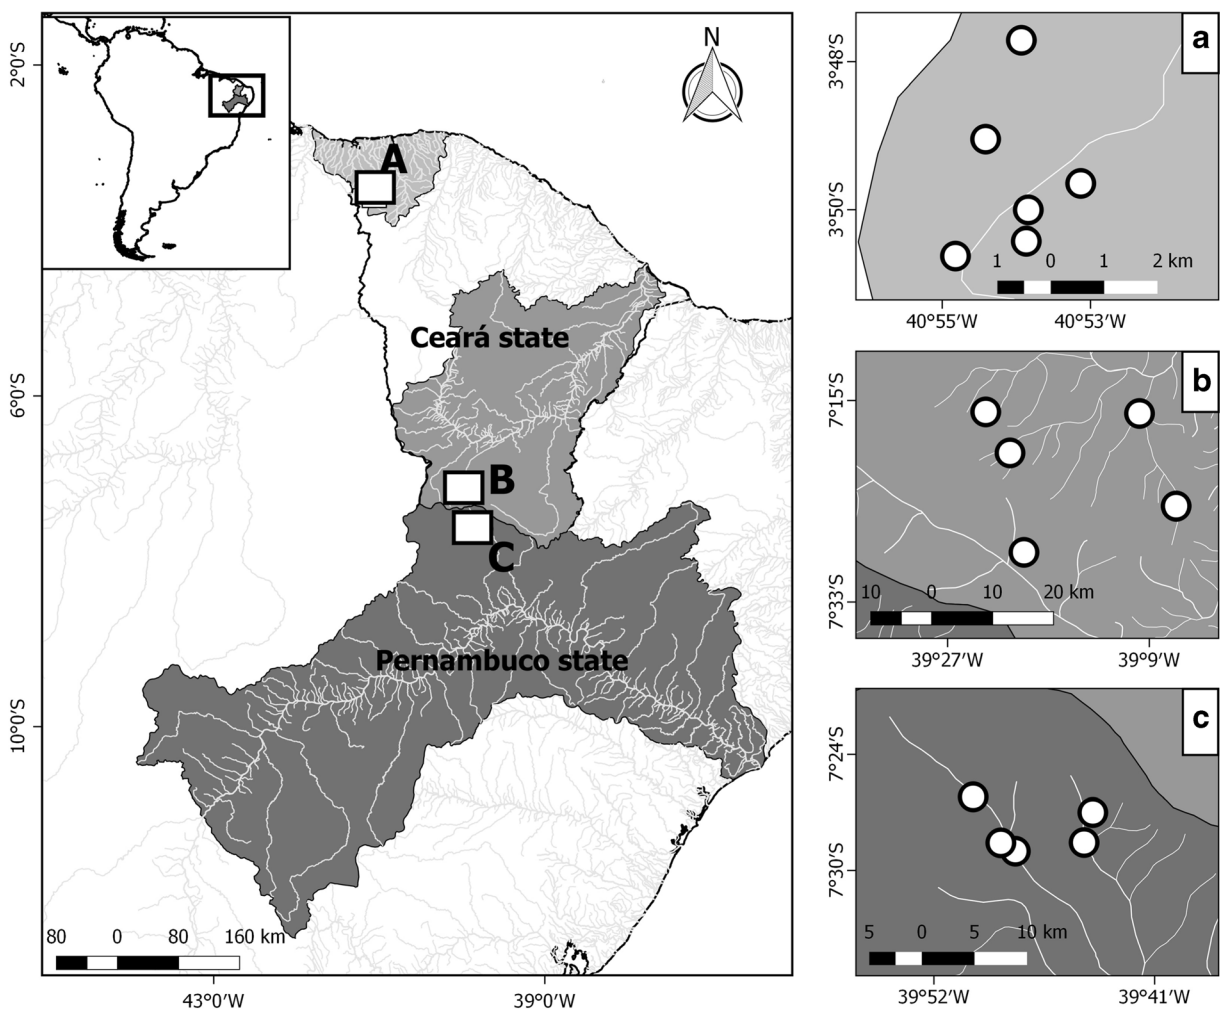 2°0'S
6°0'S
10°0'S
N
A
Ceará state
B
C
Pernambuco state
80 0 80 160 km
43°0'W 39°0'W
a
3°48'S
3°50'S
1 0 1 2 km
40°55'W 40°53'W
b
7°15'S
7°33'S
10 0 10 20 km
39°27'W 39°9'W
c
7°24'S
7°30'S
5 0 5 10 km
39°52'W 39°41'W